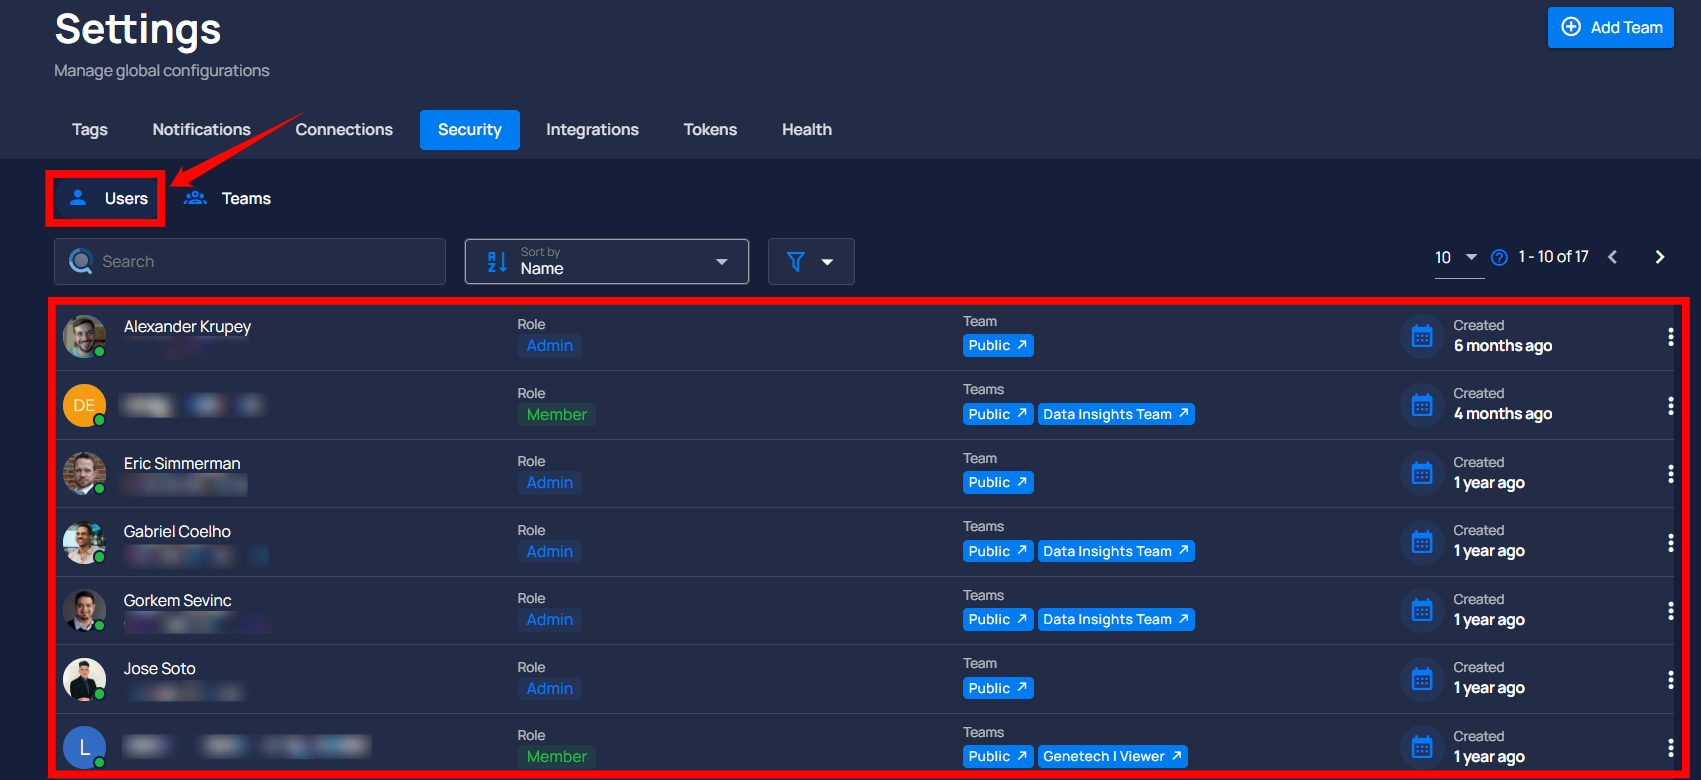 Settings
Add Team
Manage global configurations
Tags Notifications Connections Security Integrations Tokens Health
Users Teams
Search
Sort by
Name
10 1 - 10 of 17
Alexander Krupey
Role
Admin
Team
Public
Created
6 months ago
DE
Role
Member
Teams
Public Data Insights Team
Created
4 months ago
Eric Simmerman
Role
Admin
Team
Public
Created
1 year ago
Gabriel Coelho
Role
Admin
Teams
Public Data Insights Team
Created
1 year ago
Gorkem Sevinc
Role
Admin
Teams
Public Data Insights Team
Created
1 year ago
Jose Soto
Role
Admin
Team
Public
Created
1 year ago
L
Role
Member
Teams
Public Genetech | Viewer
Created
1 year ago